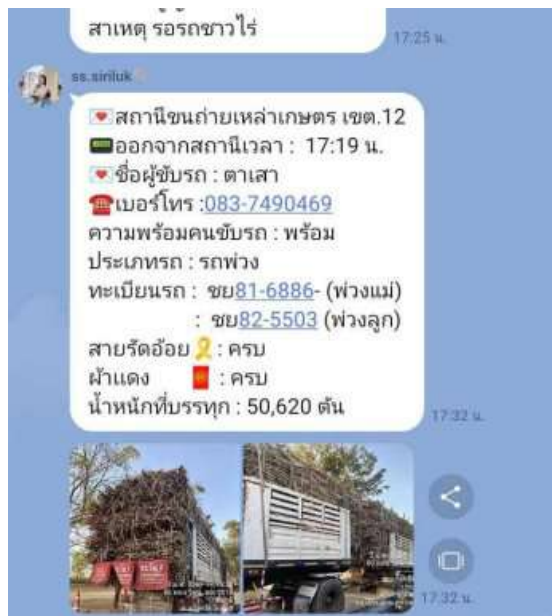 สาเหตุ รอรถชาวไร่
17:25 น.
ss.siriluk
💌สถานีขนถ่ายเหล่าเกษตร เขต.12
📟ออกจากสถานีเวลา : 17:19 น.
💌ชื่อผู้ขับรถ : ตาเสา
☎️เบอร์โทร :083-7490469
ความพร้อมคนขับรถ : พร้อม
ประเภทรถ : รถพ่วง
ทะเบียนรถ : ชย81-6886- (พ่วงแม่)
: ชย82-5503 (พ่วงลูก)
สายรัดอ้อย🎗️: ครบ
ผ้าแดง 🧧 : ครบ
น้ำหนักที่บรรทุก : 50,620 ตัน
17:32 น.
17:32 น.